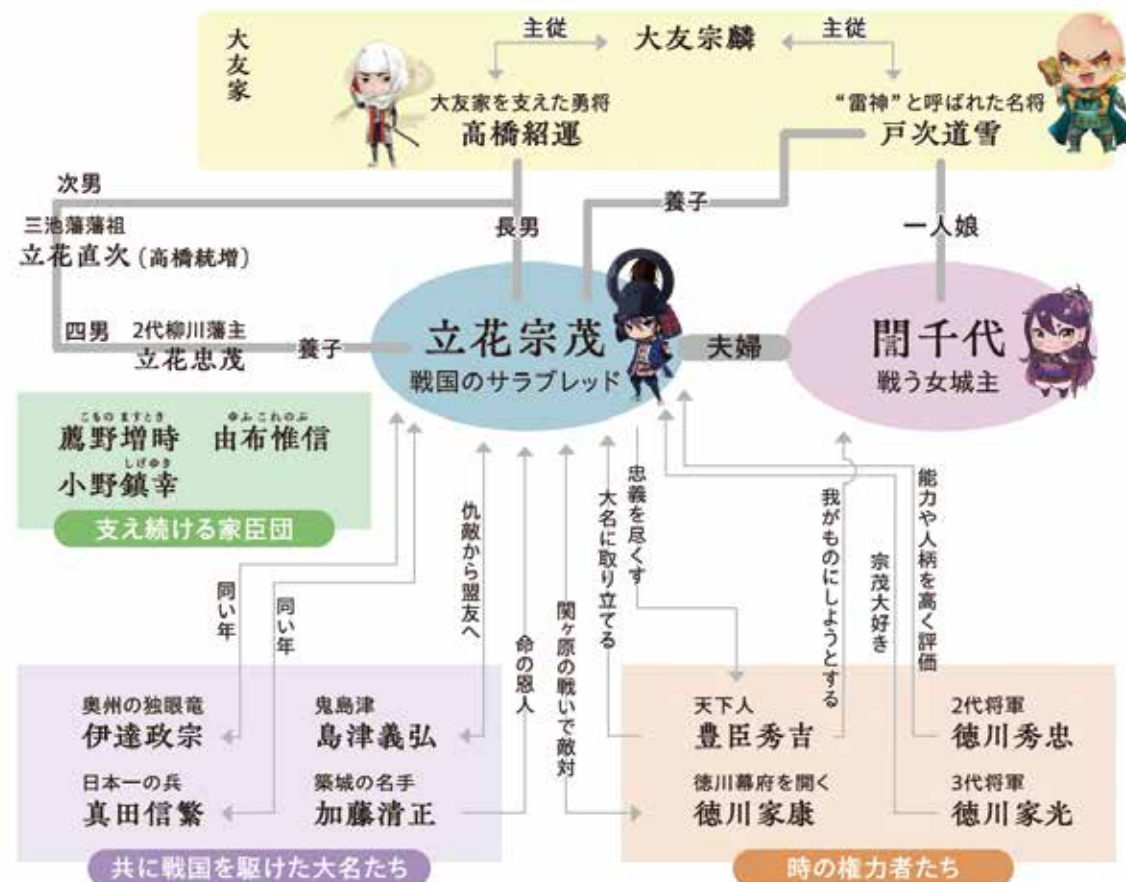 大友家
主従
大友宗麟
主従
大友家を支えた勇将
高橋紹運
“雷神”と呼ばれた名将
戸次道雪
次男
長男
養子
一人娘
三池藩藩祖
立花直次(高橋統増)
四男
2代柳川藩主
立花忠茂
養子
立花宗茂
戦国のサラブレッド
夫婦
誾千代
戦う女城主
こもの ますとき
薦野増時
ゆふ これのぶ
由布惟信
しげゆき
小野鎮幸
支え続ける家臣団
同い年
同い年
仇敵から盟友へ
命の恩人
関ヶ原の戦いで敵対
大名に取り立てる
忠義を尽くす
我がものにしようとする
宗茂大好き
能力や人柄を高く評価
奥州の独眼竜
伊達政宗
鬼島津
島津義弘
日本一の兵
真田信繁
築城の名手
加藤清正
共に戦国を駆けた大名たち
天下人
豊臣秀吉
2代将軍
徳川秀忠
徳川幕府を開く
徳川家康
3代将軍
徳川家光
時の権力者たち